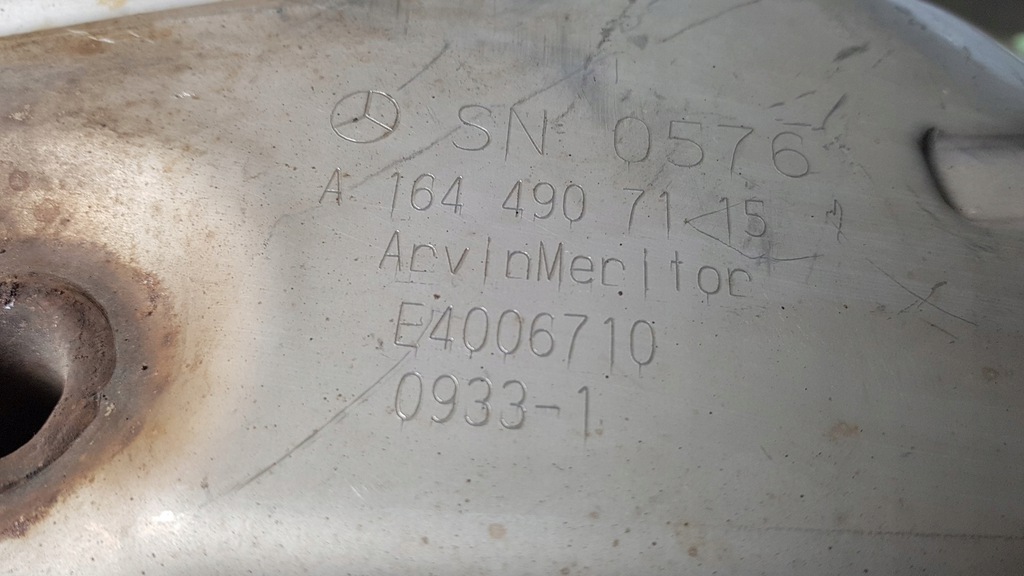 SN: 0576
A 164 490 71 15
ArvinMeritor
E4006710
0933-1